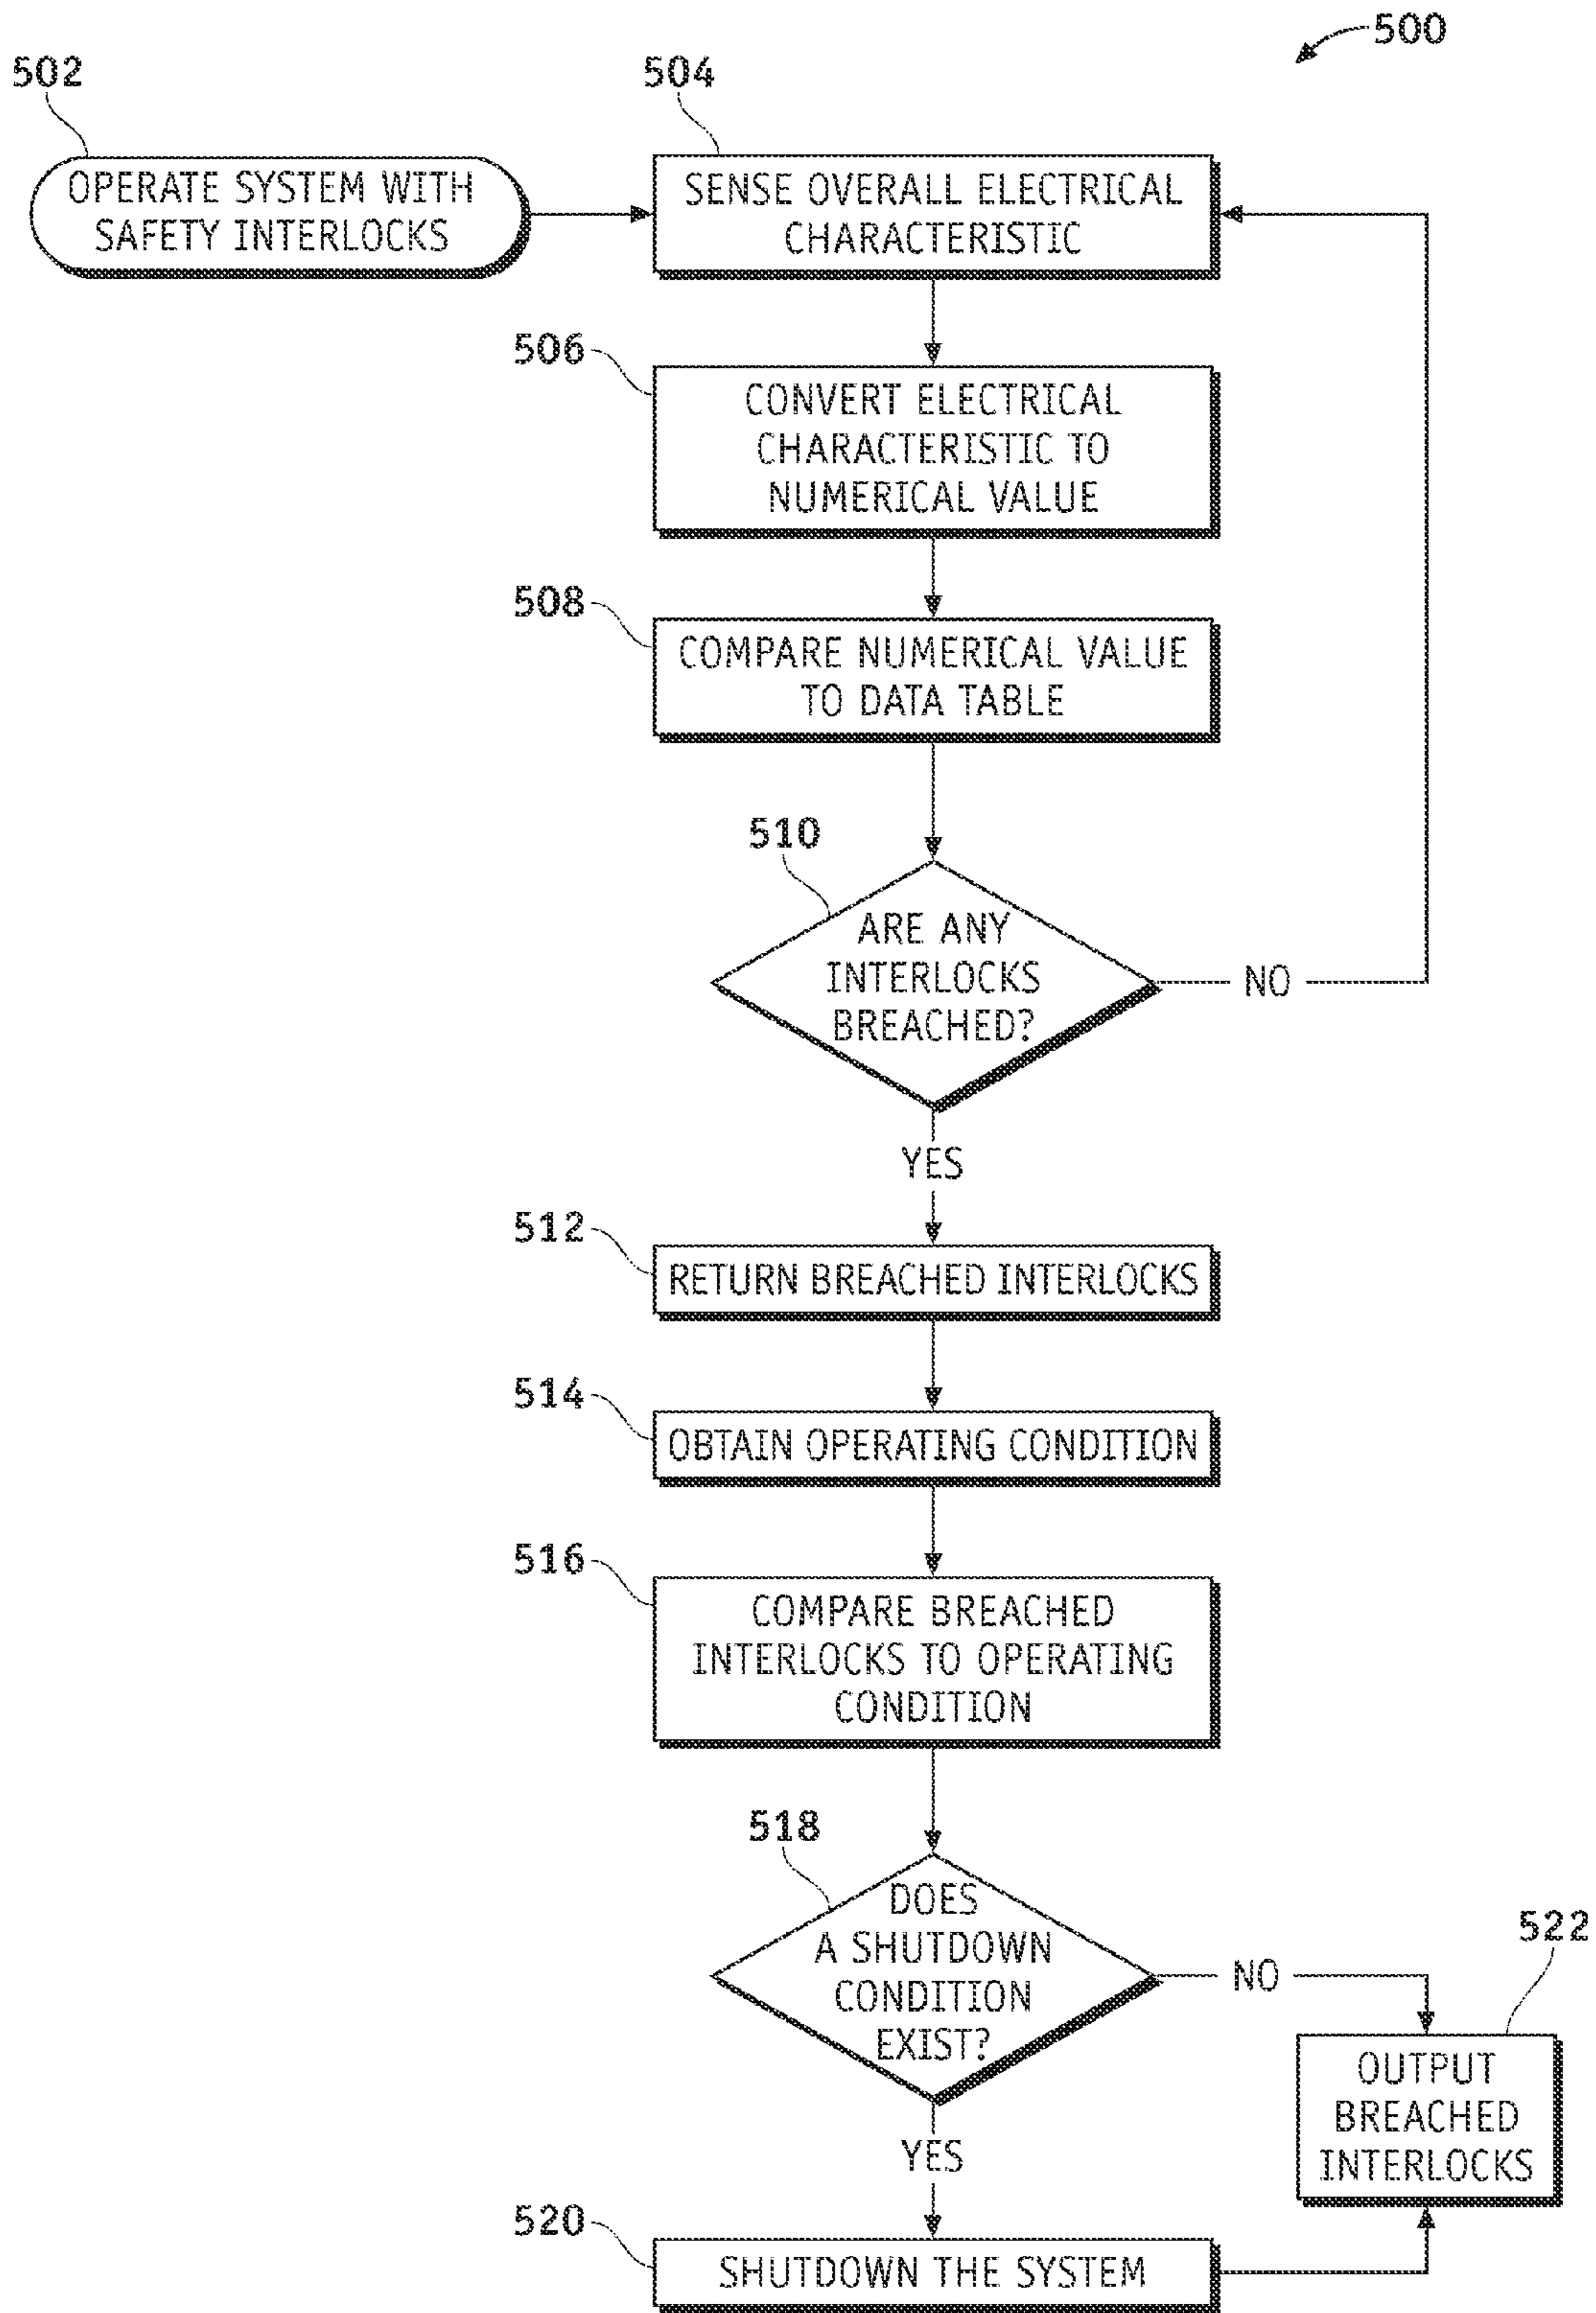 500
502
OPERATE SYSTEM WITH
SAFETY INTERLOCKS
504
SENSE OVERALL ELECTRICAL
CHARACTERISTIC
506
CONVERT ELECTRICAL
CHARACTERISTIC TO
NUMERICAL VALUE
508
COMPARE NUMERICAL VALUE
TO DATA TABLE
510
ARE ANY
INTERLOCKS
BREACHED?
NO
YES
512
RETURN BREACHED INTERLOCKS
514
OBTAIN OPERATING CONDITION
516
COMPARE BREACHED
INTERLOCKS TO OPERATING
CONDITION
518
DOES
A SHUTDOWN
CONDITION
EXIST?
NO
522
OUTPUT
BREACHED
INTERLOCKS
YES
520
SHUTDOWN THE SYSTEM